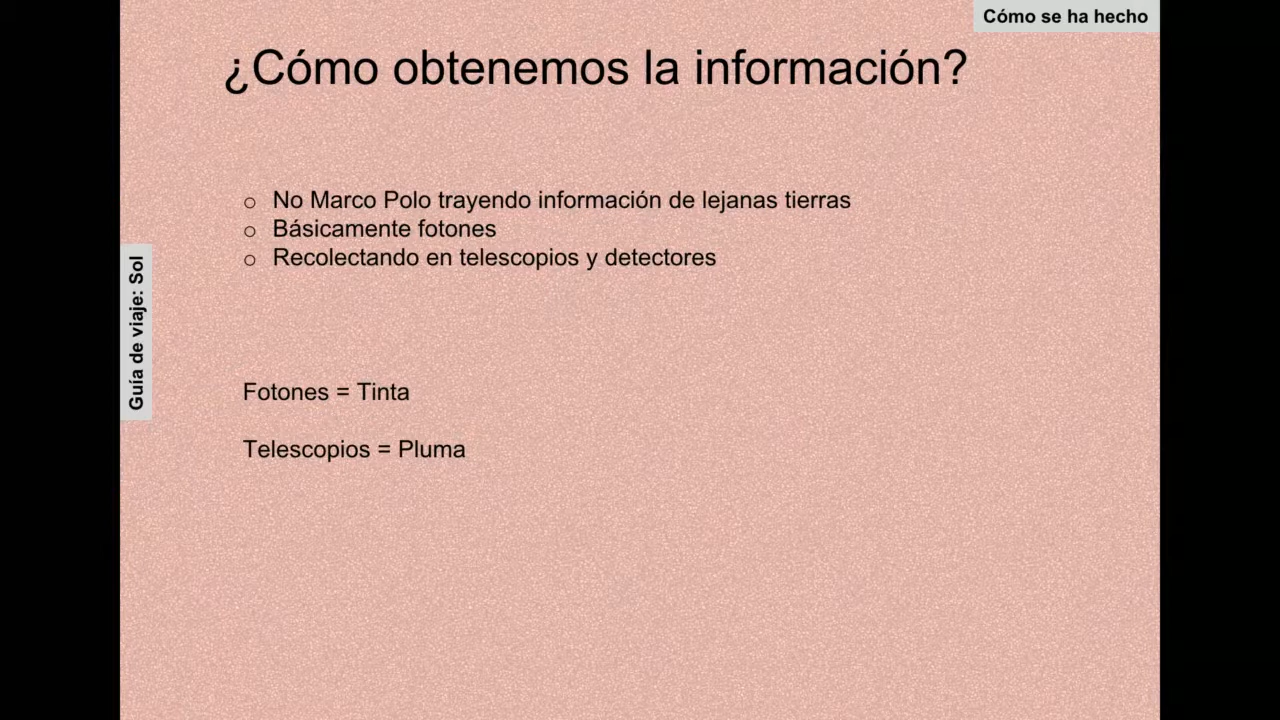 Cómo se ha hecho
¿Cómo obtenemos la información?
o No Marco Polo trayendo información de lejanas tierras
o Básicamente fotones
o Recolectando en telescopios y detectores
Guía de viaje: Sol
Fotones = Tinta
Telescopios = Pluma